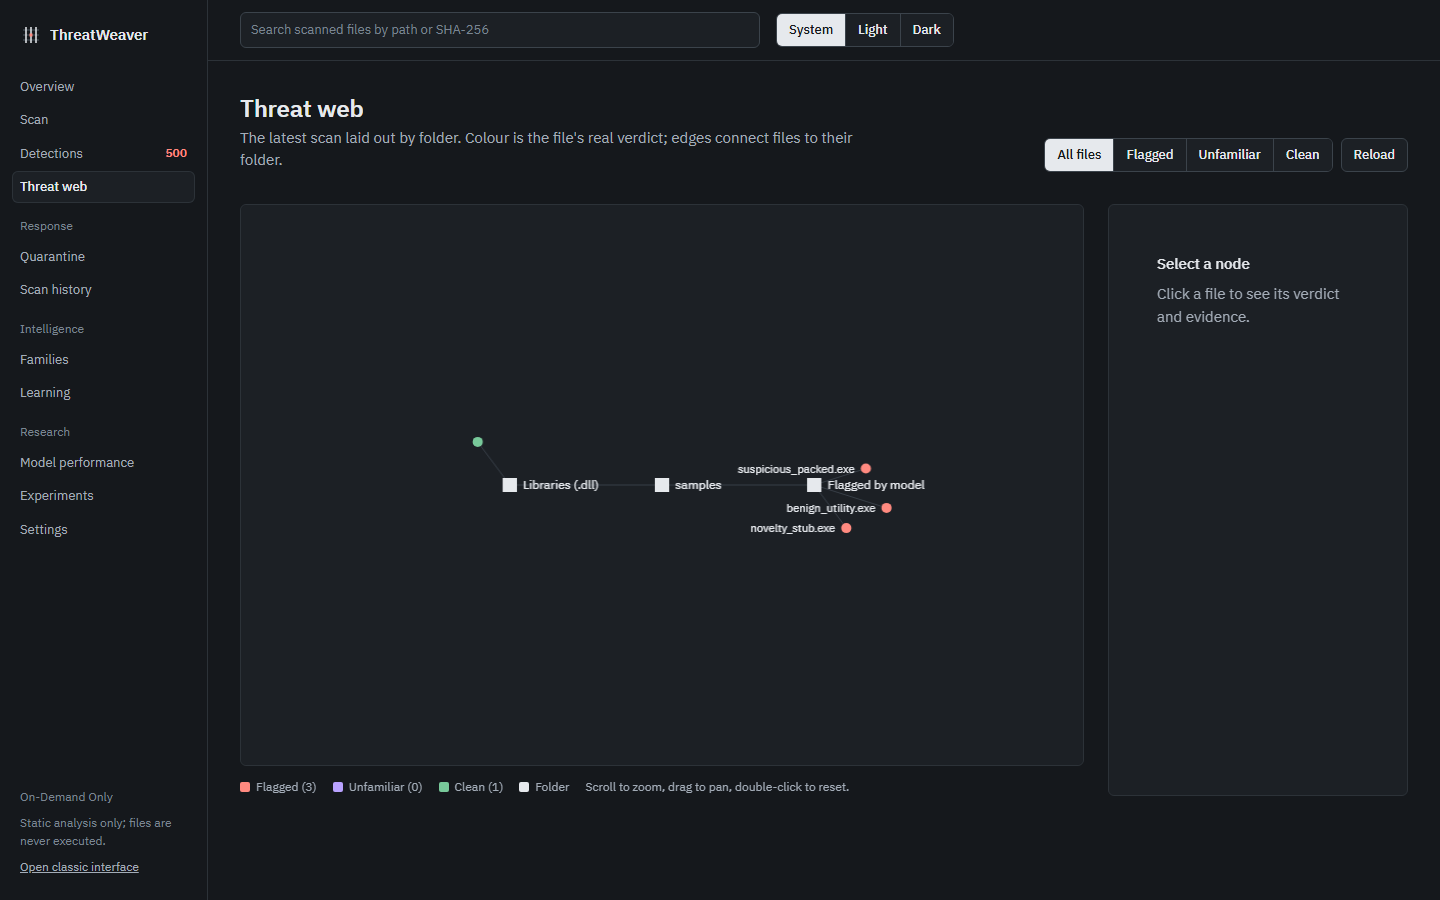 ThreatWeaver
Search scanned files by path or SHA-256
System
Light
Dark
Overview
Scan
Detections 500
Threat web
Response
Quarantine
Scan history
Intelligence
Families
Learning
Research
Model performance
Experiments
Settings
On-Demand Only
Static analysis only; files are
never executed.
Open classic interface
Threat web
The latest scan laid out by folder. Colour is the file's real verdict; edges connect files to their
folder.
All files
Flagged
Unfamiliar
Clean
Reload
suspicious_packed.exe
Libraries (.dll)
samples
Flagged by model
benign_utility.exe
novelty_stub.exe
Flagged (3)
Unfamiliar (0)
Clean (1)
Folder
Scroll to zoom, drag to pan, double-click to reset.
Select a node
Click a file to see its verdict
and evidence.